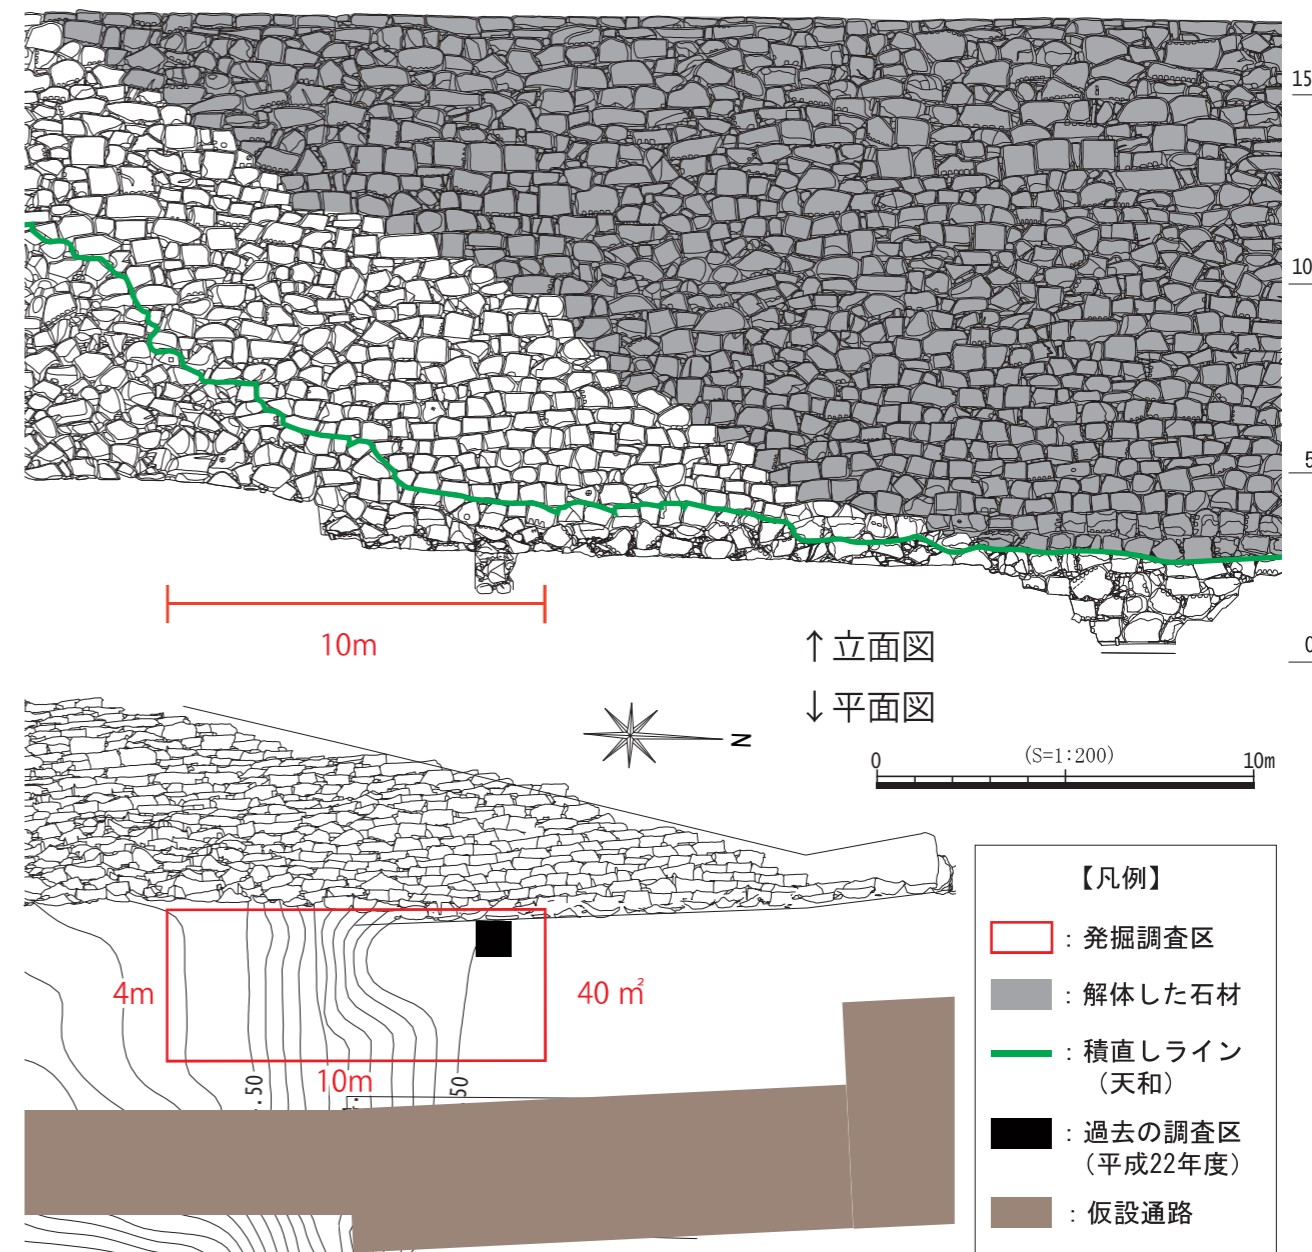 15
10
5
0
10m
↑立面図
↓平面図
N
0 (S=1:200) 10m
4m
40 ㎡
10m
.50
.50
【凡例】
：発掘調査区
：解体した石材
：積直しライン
（天和）
：過去の調査区
（平成22年度）
：仮設通路